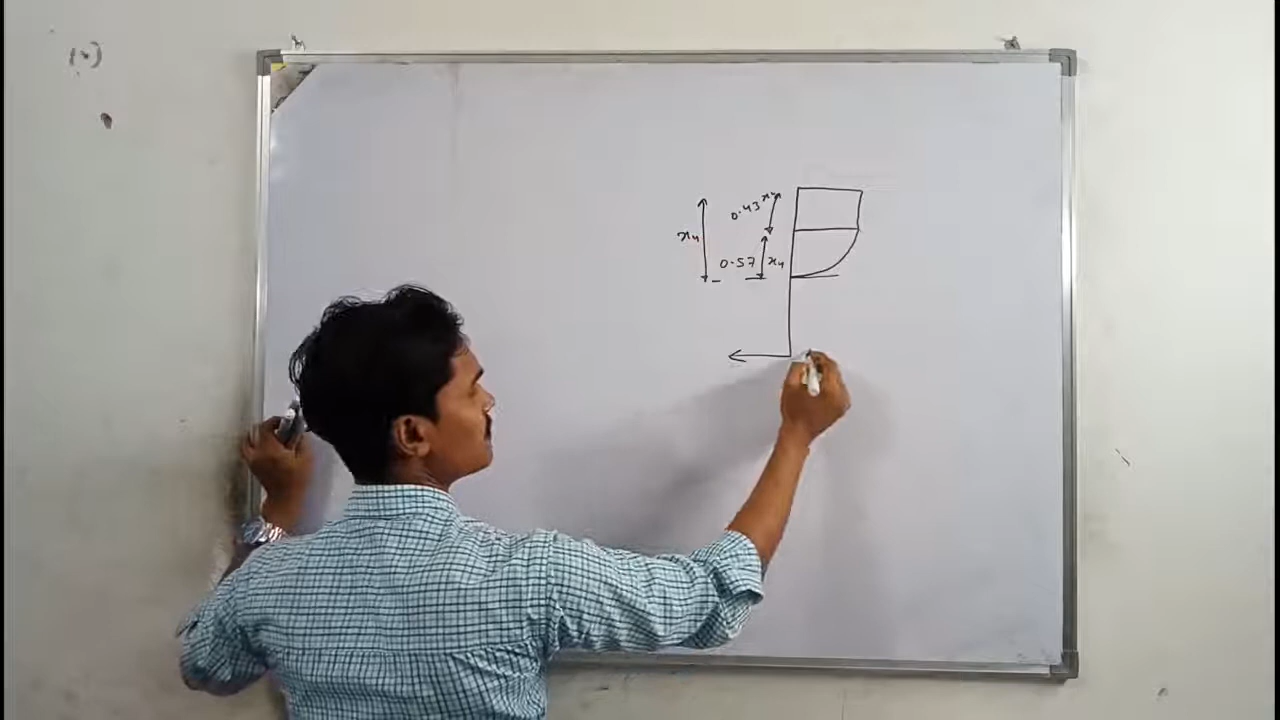 0.43 xᵤ
xᵤ
0.57 xᵤ
(x)